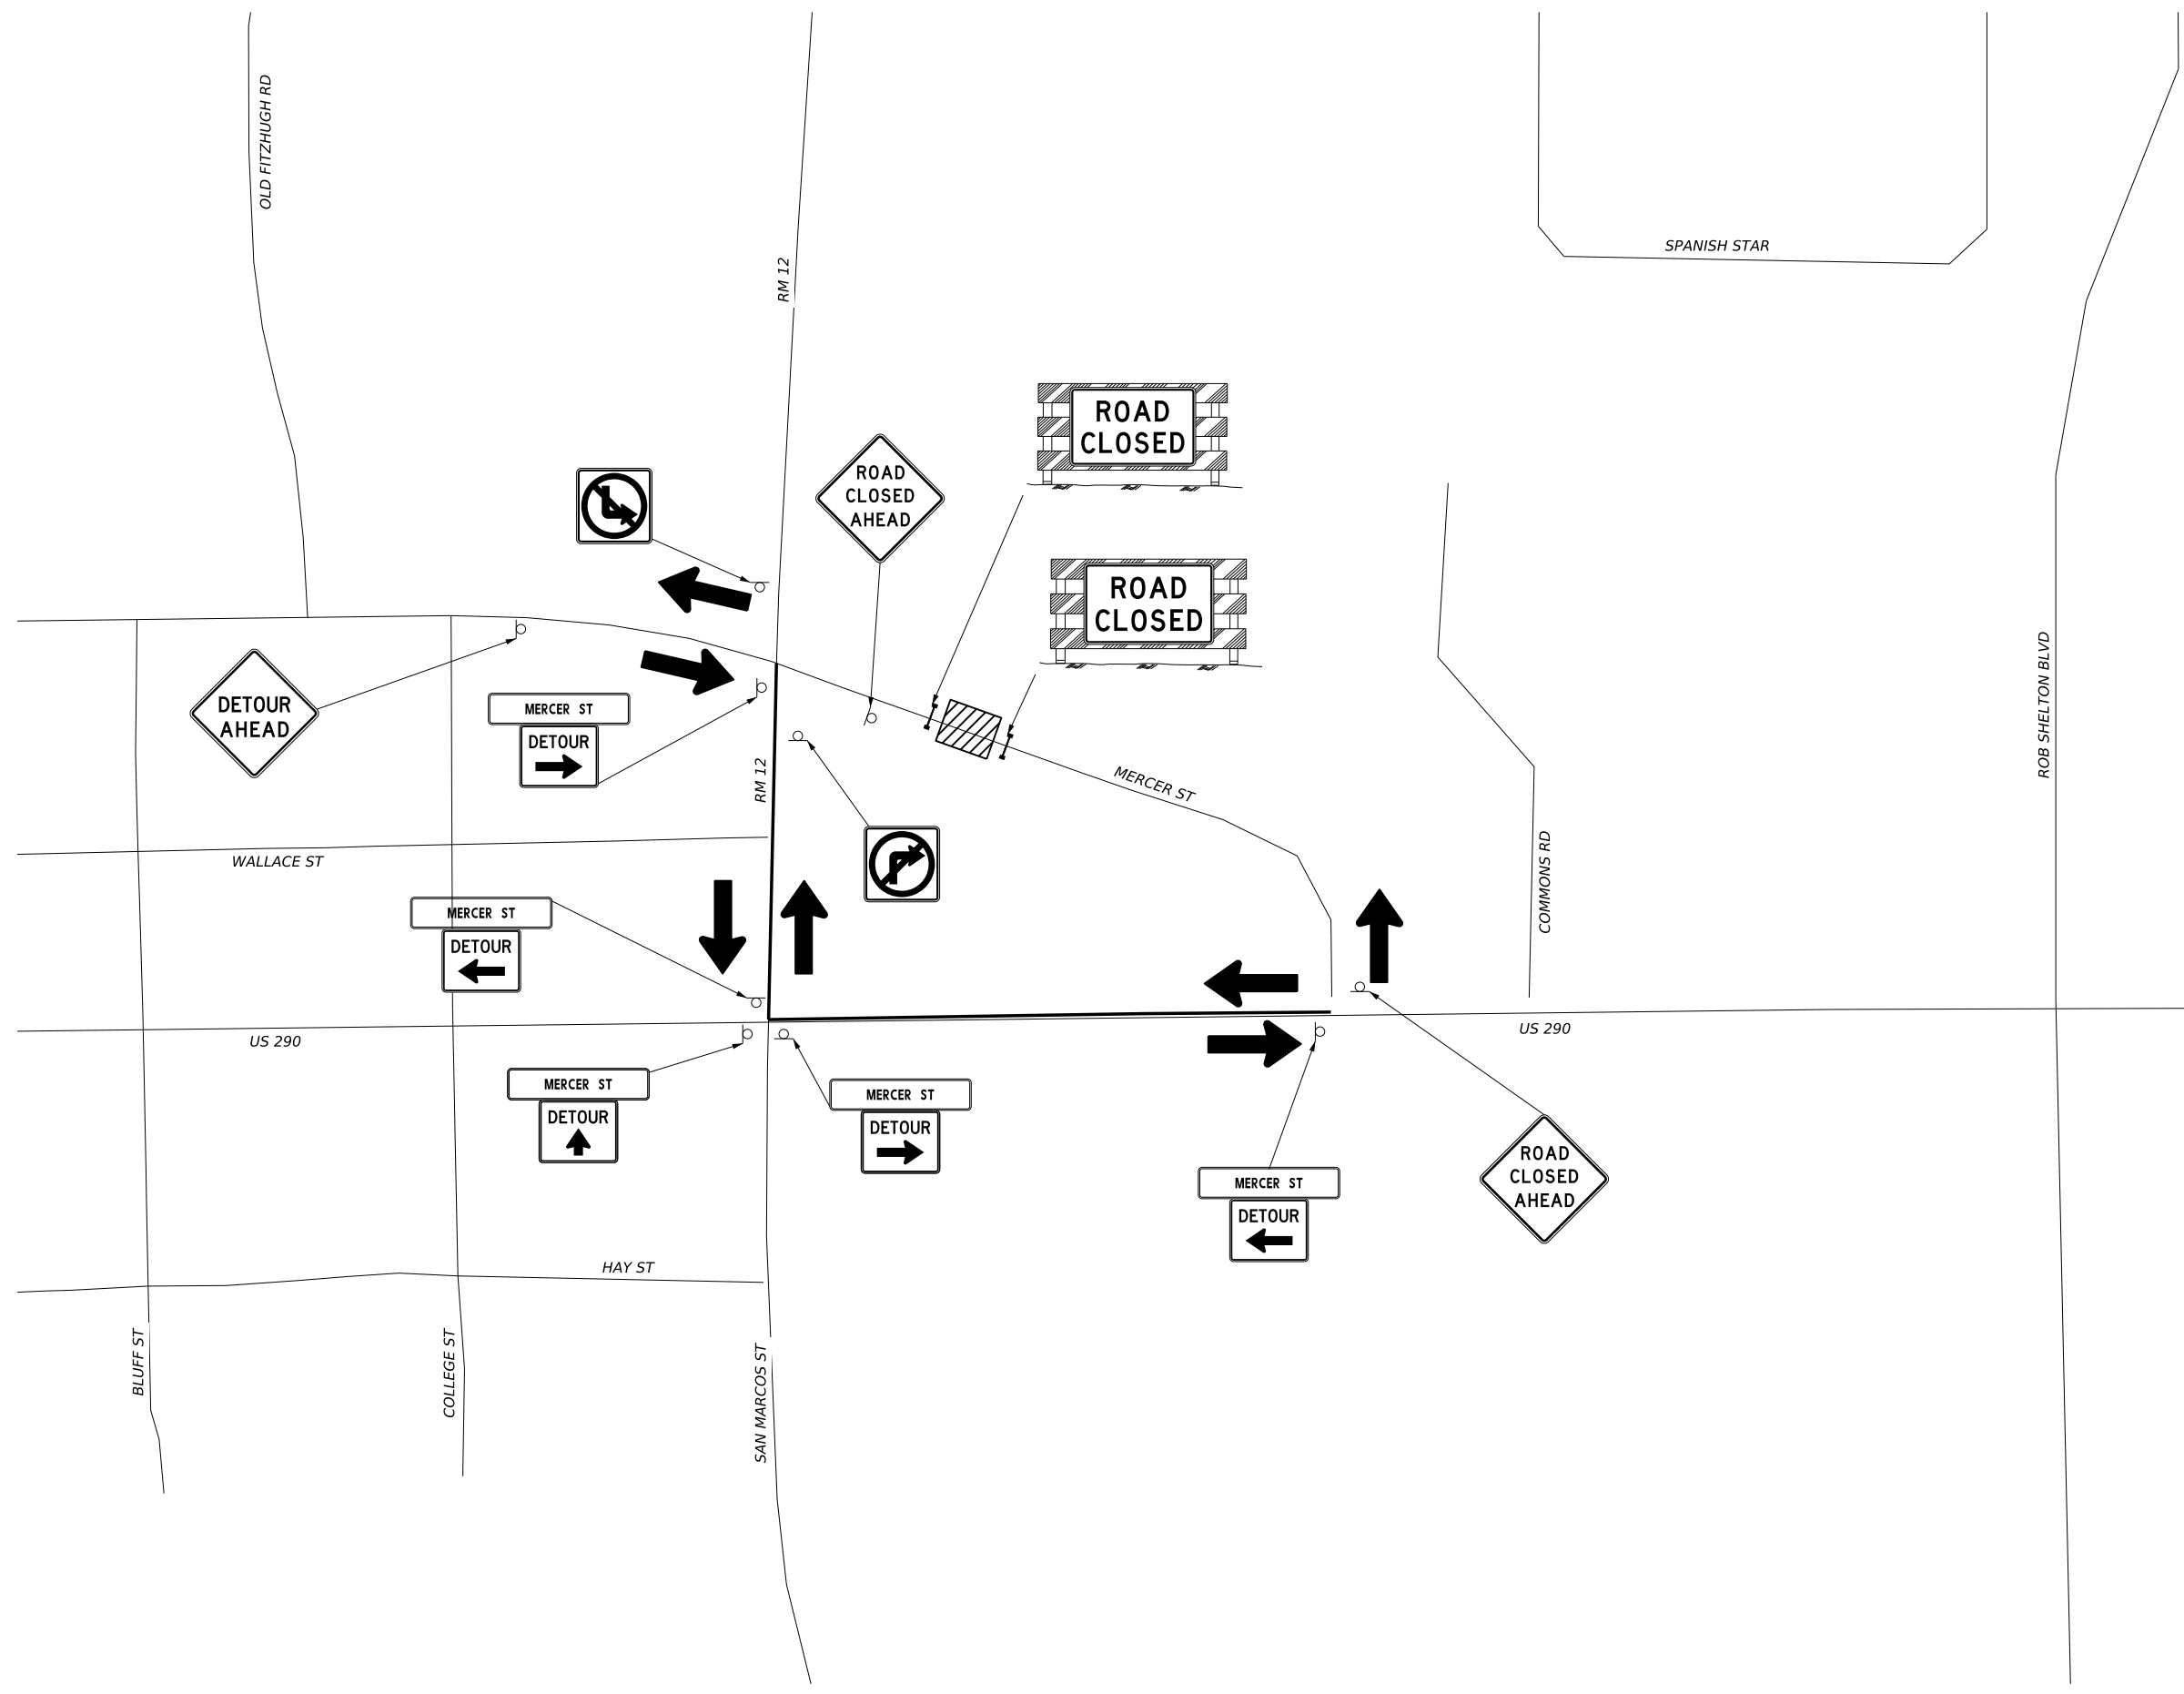 OLD FITZHUGH RD
RM 12
SPANISH STAR
ROAD
CLOSED
ROAD
CLOSED
AHEAD
ROAD
CLOSED
ROB SHELTON BLVD
DETOUR
AHEAD
MERCER ST
DETOUR
RM 12
MERCER ST
WALLACE ST
COMMONS RD
MERCER ST
DETOUR
US 290
US 290
MERCER ST
DETOUR
MERCER ST
DETOUR
MERCER ST
DETOUR
ROAD
CLOSED
AHEAD
HAY ST
BLUFF ST
COLLEGE ST
SAN MARCOS ST